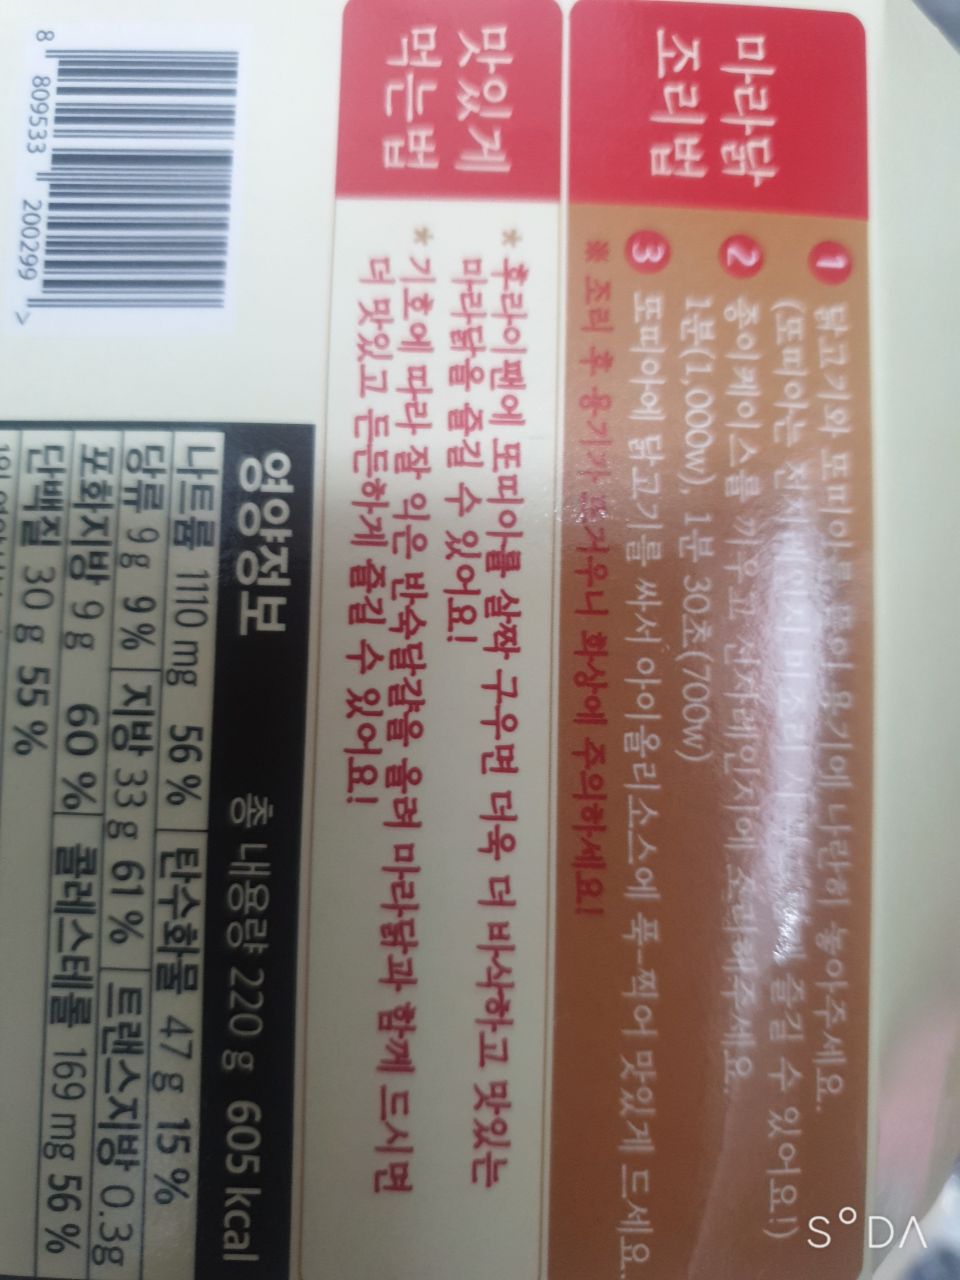 마라닭
조리법
1 닭고기와 또띠아를 용기에 나란히 놓아주세요.
(또띠아는 즐길 수 있어요!)
2 종이케이스를 끼우고 전자레인지에 조리해주세요.
1분(1,000w), 1분 30초(700w)
3 또띠아에 닭고기를 싸서 아이올리소스에 푹~찍어 맛있게 드세요.
※ 조리 후 용기가 뜨거우니 화상에 주의하세요!
맛있게
먹는법
* 후라이팬에 또띠아를 살짝 구우면 더욱 더 바삭하고 맛있는
마라닭을 즐길 수 있어요!
* 기호에 따라 잘 익은 반숙달걀을 올려 마라닭과 함께 드시면
더 맛있고 든든하게 즐길 수 있어요!
8 809533 200299 >
영양정보 총 내용량 220 g 605 kcal
나트륨 1110 mg 56 % 탄수화물 47 g 15 %
당류 9 g 9 % 지방 33 g 61 % 트랜스지방 0.3g
포화지방 9 g 60 % 콜레스테롤 169 mg 56 %
단백질 30 g 55 %
S°DA